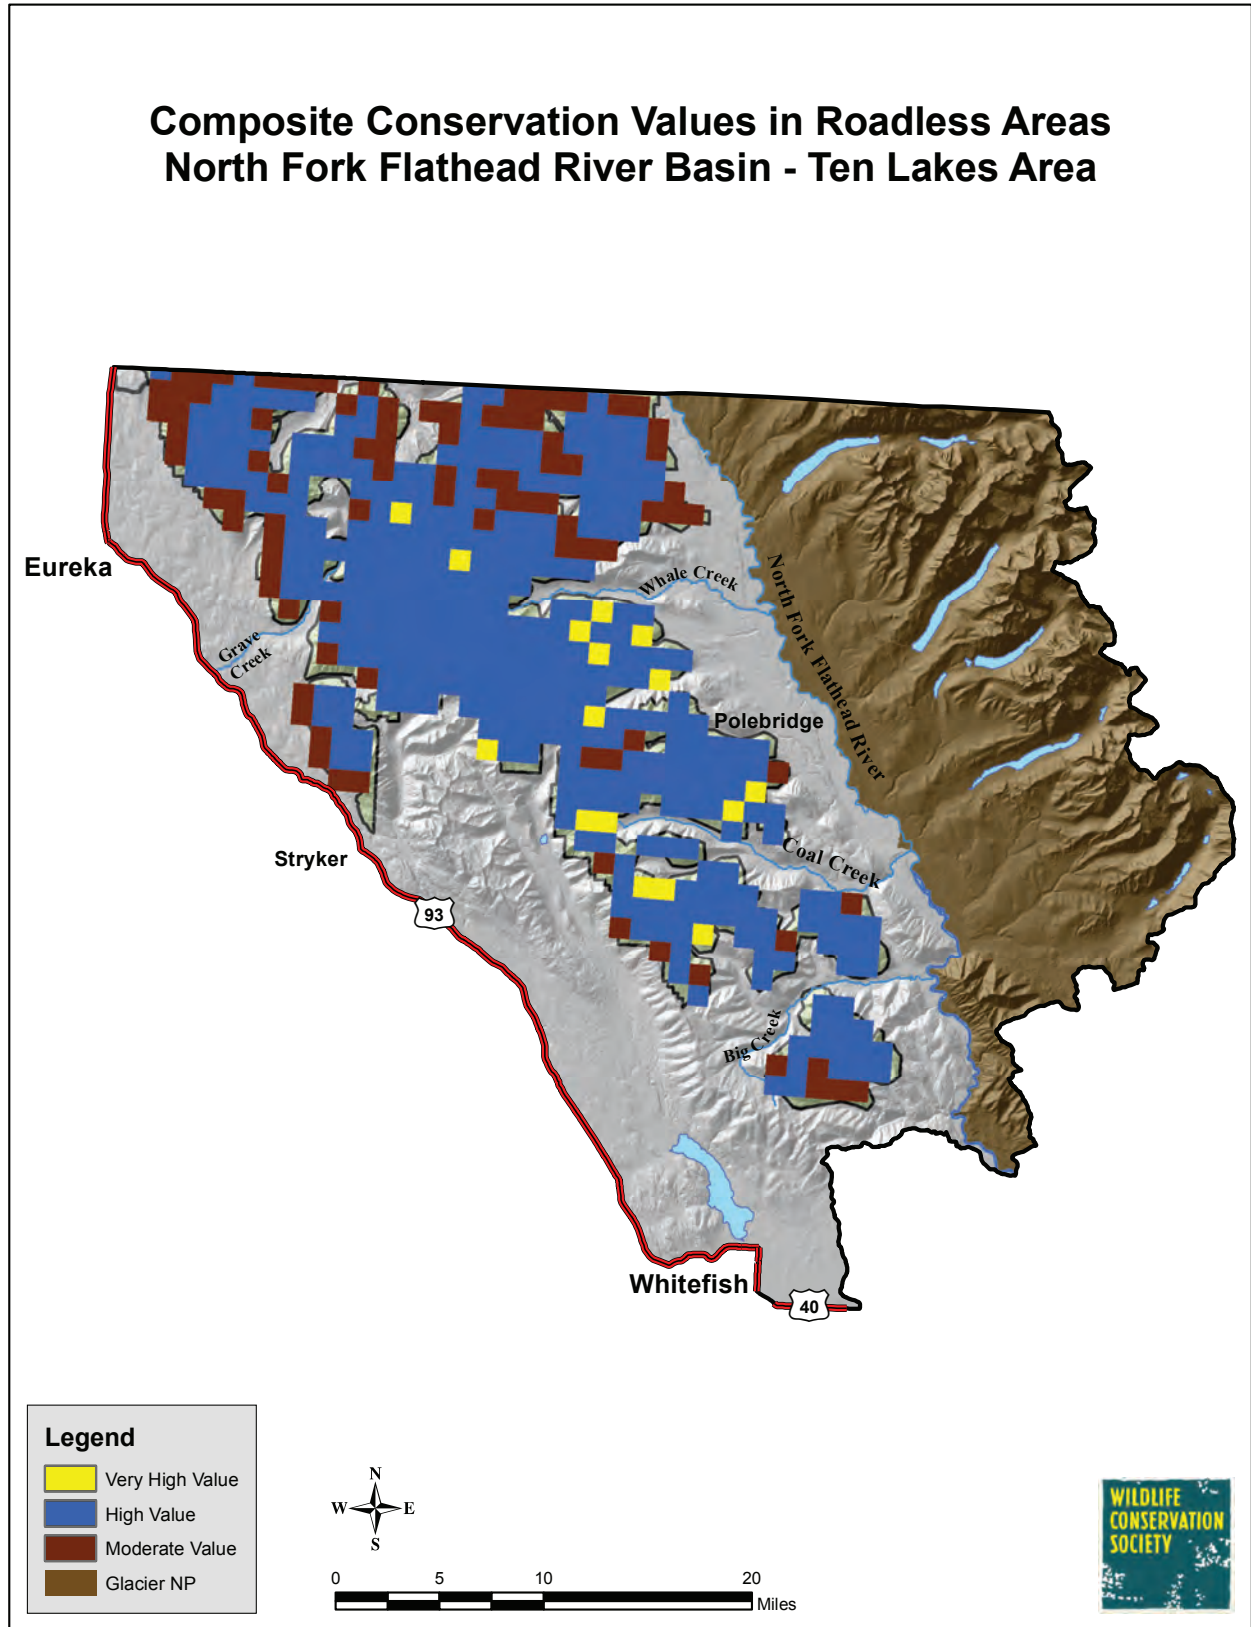 Composite Conservation Values in Roadless Areas
North Fork Flathead River Basin - Ten Lakes Area
Eureka
Whale Creek
North Fork Flathead River
Grave
Creek
Polebridge
Stryker
Coal Creek
93
Big Creek
Whitefish
40
Legend
Very High Value
High Value
Moderate Value
Glacier NP
N
W E
S
0 5 10 20
Miles
WILDLIFE
CONSERVATION
SOCIETY